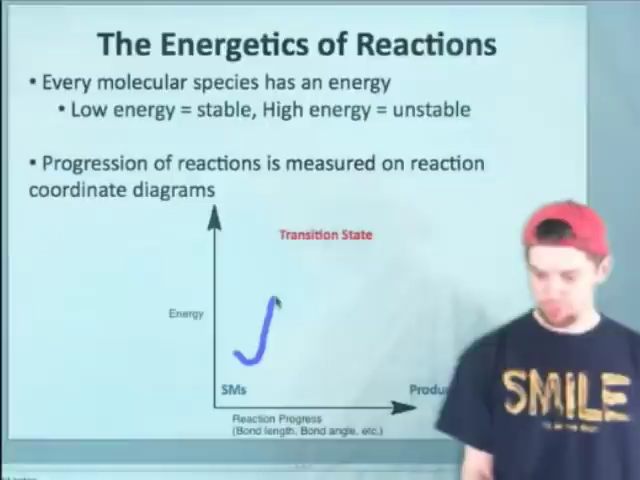 The Energetics of Reactions
• Every molecular species has an energy
• Low energy = stable, High energy = unstable
• Progression of reactions is measured on reaction
coordinate diagrams
Transition State
Energy
SMs
Produ
Reaction Progress
(Bond length, Bond angle, etc.)
SMILE